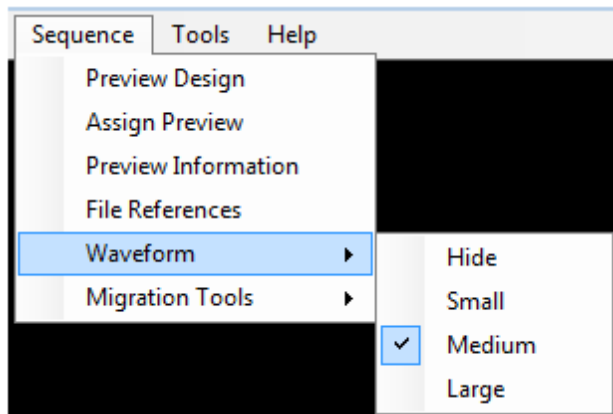 Sequence Tools Help
Preview Design
Assign Preview
Preview Information
File References
Waveform
Migration Tools
Hide
Small
Medium
Large